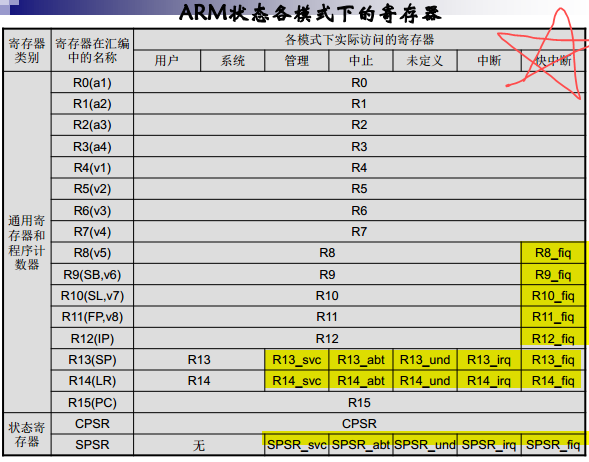 ARM状态各模式下的寄存器
寄存器类别 寄存器在汇编中的名称 各模式下实际访问的寄存器
用户 系统 管理 中止 未定义 中断 快中断
通用寄存器和程序计数器
R0(a1) R0
R1(a2) R1
R2(a3) R2
R3(a4) R3
R4(v1) R4
R5(v2) R5
R6(v3) R6
R7(v4) R7
R8(v5) R8 R8_fiq
R9(SB,v6) R9 R9_fiq
R10(SL,v7) R10 R10_fiq
R11(FP,v8) R11 R11_fiq
R12(IP) R12 R12_fiq
R13(SP) R13 R13_svc R13_abt R13_und R13_irq R13_fiq
R14(LR) R14 R14_svc R14_abt R14_und R14_irq R14_fiq
R15(PC) R15
状态寄存器
CPSR CPSR
SPSR 无 SPSR_svc SPSR_abt SPSR_und SPSR_irq SPSR_fiq